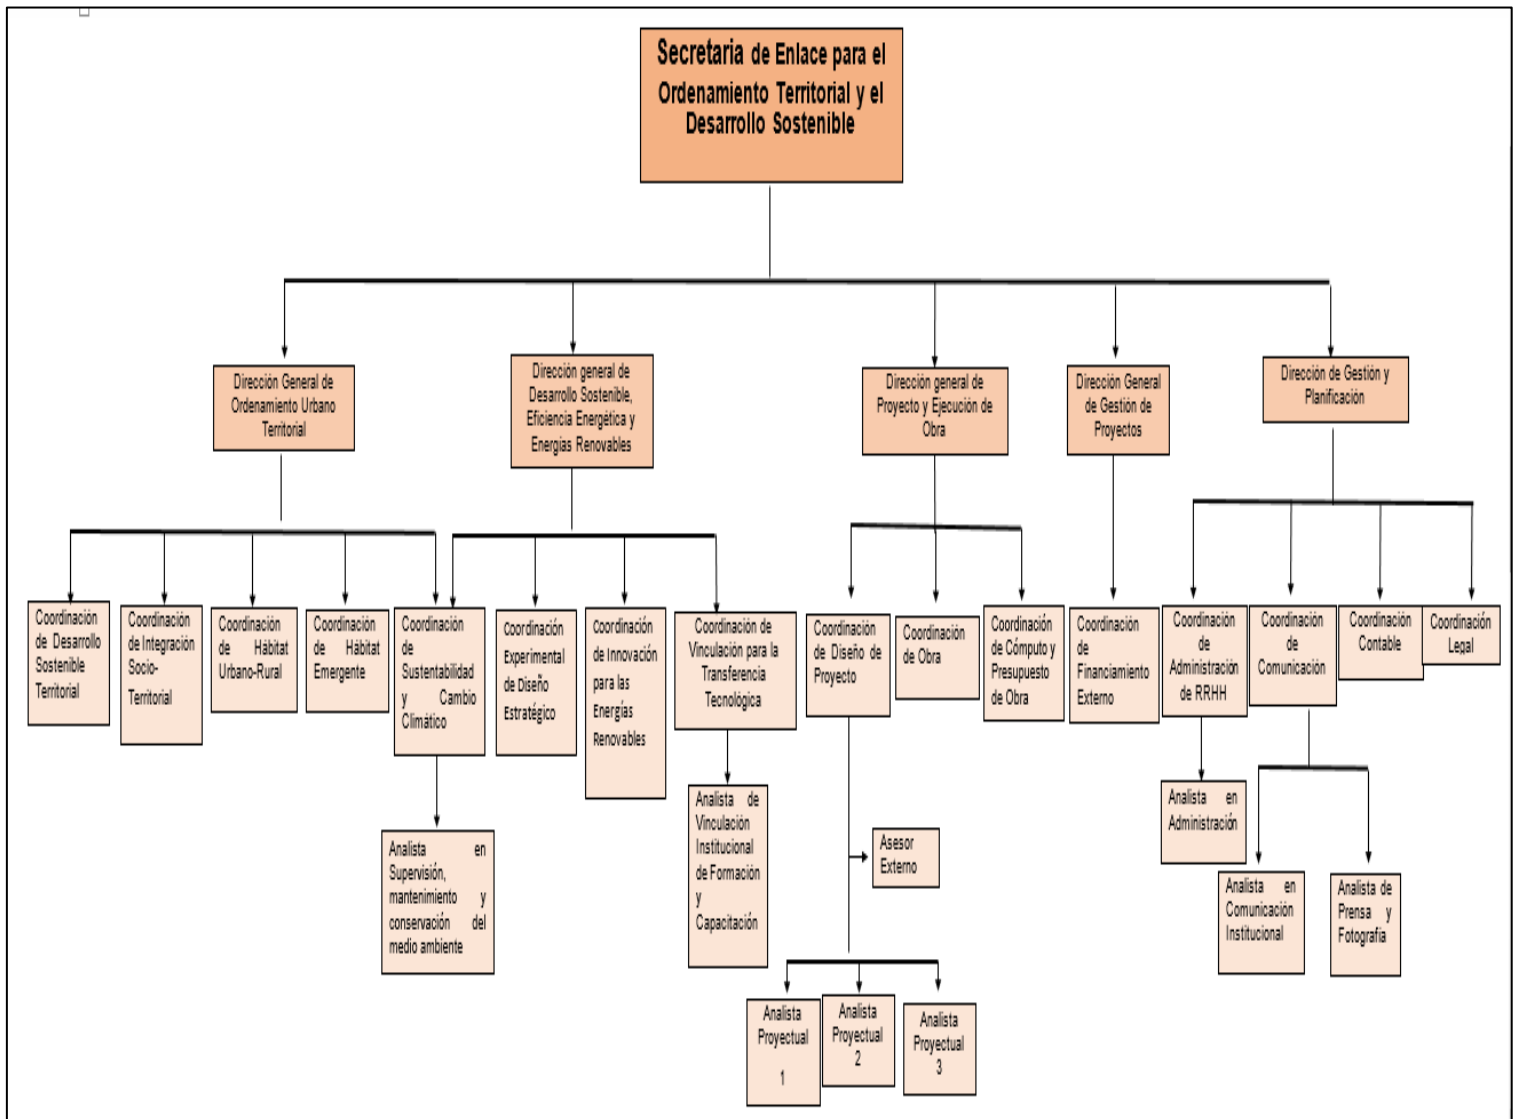 Secretaria de Enlace para el
Ordenamiento Territorial y el
Desarrollo Sostenible
Dirección General de
Ordenamiento Urbano
Territorial
Dirección general de
Desarrollo Sostenible,
Eficiencia Energética y
Energías Renovables
Dirección general de
Proyecto y Ejecución de
Obra
Dirección General
de Gestión de
Proyectos
Dirección de Gestión y
Planificación
Coordinación
de Desarrollo
Sostenible
Territorial
Coordinación
de Integración
Socio-
Territorial
Coordinación
de Hábitat
Urbano-Rural
Coordinación
de Hábitat
Emergente
Coordinación
de
Sustentabilidad
y Cambio
Climático
Coordinación
Experimental
de Diseño
Estratégico
Coordinación
de Innovación
para las
Energías
Renovables
Coordinación de
Vinculación para la
Transferencia
Tecnológica
Coordinación
de Diseño de
Proyecto
Coordinación
de Obra
Coordinación
de Cómputo y
Presupuesto
de Obra
Coordinación
de
Financiamiento
Externo
Coordinación
de
Administración
de RRHH
Coordinación
de
Comunicación
Coordinación
Contable
Coordinación
Legal
Analista en
Supervisión,
mantenimiento y
conservación del
medio ambiente
Analista de
Vinculación
Institucional
de Formación
y
Capacitación
Asesor
Externo
Analista en
Administración
Analista en
Comunicación
Institucional
Analista de
Prensa y
Fotografía
Analista
Proyectual
1
Analista
Proyectual
2
Analista
Proyectual
3